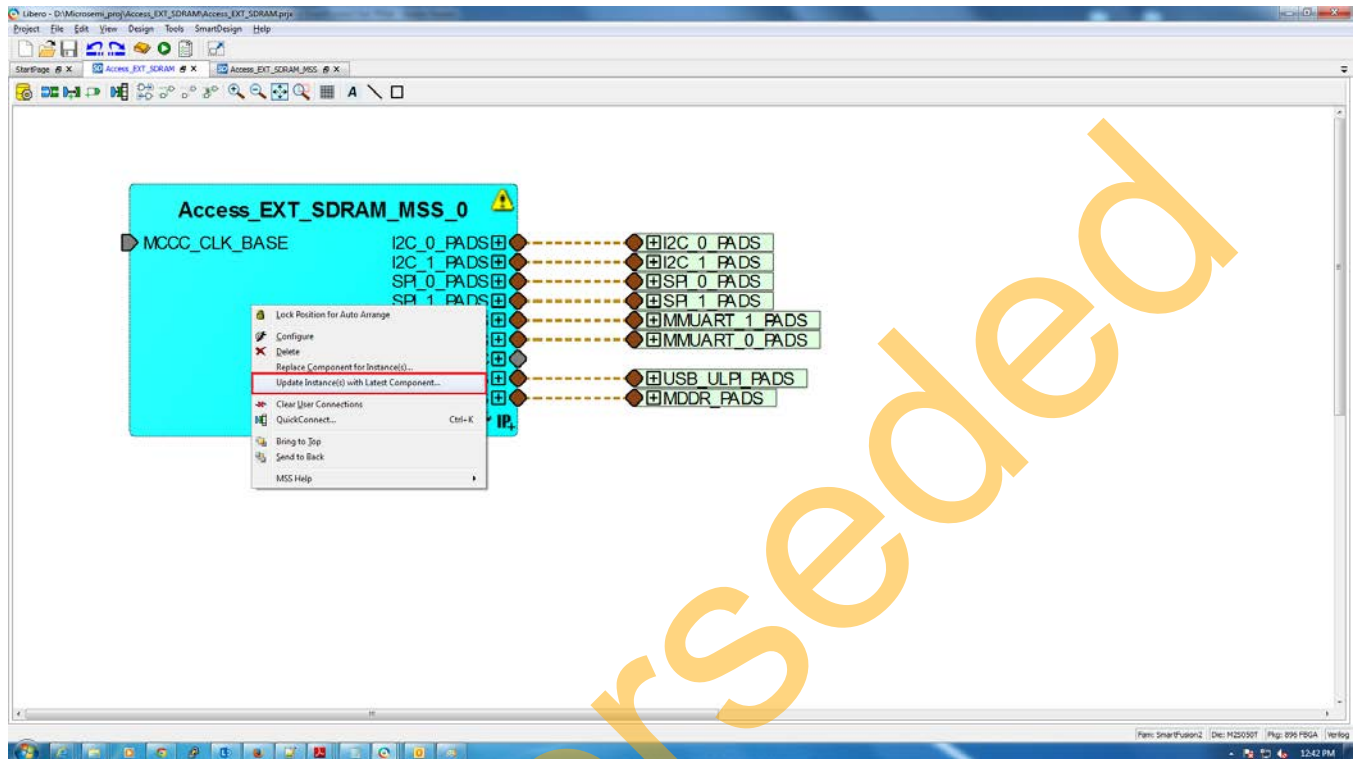 Libero - D:\Microsemi_proj\Access_EXT_SDRAM\Access_EXT_SDRAM.prjx
Project File Edit View Design Tools SmartDesign Help
StartPage Access_EXT_SDRAM Access_EXT_SDRAM_MSS
A
Access_EXT_SDRAM_MSS_0
MCCC_CLK_BASE I2C_0_PADS I2C_0_PADS
I2C_1_PADS I2C_1_PADS
SPI_0_PADS SPI_0_PADS
SPI_1_PADS SPI_1_PADS
Lock Position for Auto Arrange
MMUART_1_PADS
Configure
MMUART_0_PADS
Delete
Replace Component for Instance(s)...
Update Instance(s) with Latest Component...
USB_ULPI_PADS
MDDR_PADS
Clear User Connections
QuickConnect... Ctrl+K
IP
Bring to Top
Send to Back
MSS Help
Fam: SmartFusion2 Die: M2S050T Pkg: 896 FBGA Verilog
12:42 PM
erseded